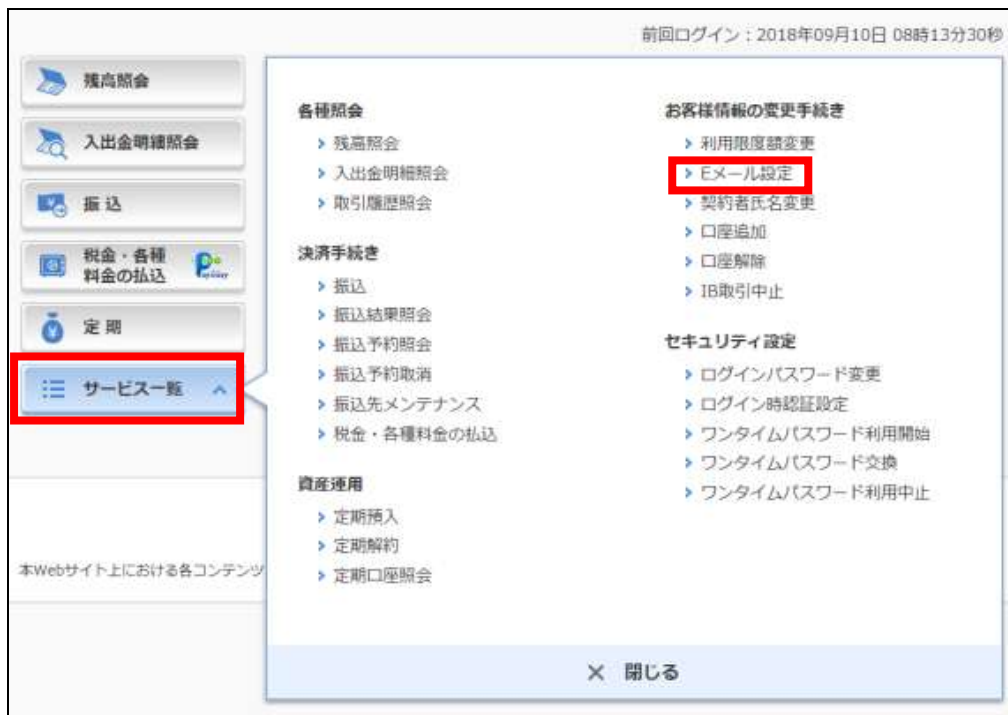 前回ログイン：2018年09月10日 08時13分30秒
残高照会
入出金明細照会
振込
税金・各種
料金の払込
定期
サービス一覧
各種照会
残高照会
入出金明細照会
取引履歴照会
決済手続き
振込
振込結果照会
振込予約照会
振込予約取消
振込先メンテナンス
税金・各種料金の払込
資産運用
定期預入
定期解約
定期口座照会
お客様情報の変更手続き
利用限度額変更
Eメール設定
契約者氏名変更
口座追加
口座解除
IB取引中止
セキュリティ設定
ログインパスワード変更
ログイン時認証設定
ワンタイムパスワード利用開始
ワンタイムパスワード交換
ワンタイムパスワード利用中止
本Webサイト上における各コンテンツ
× 閉じる